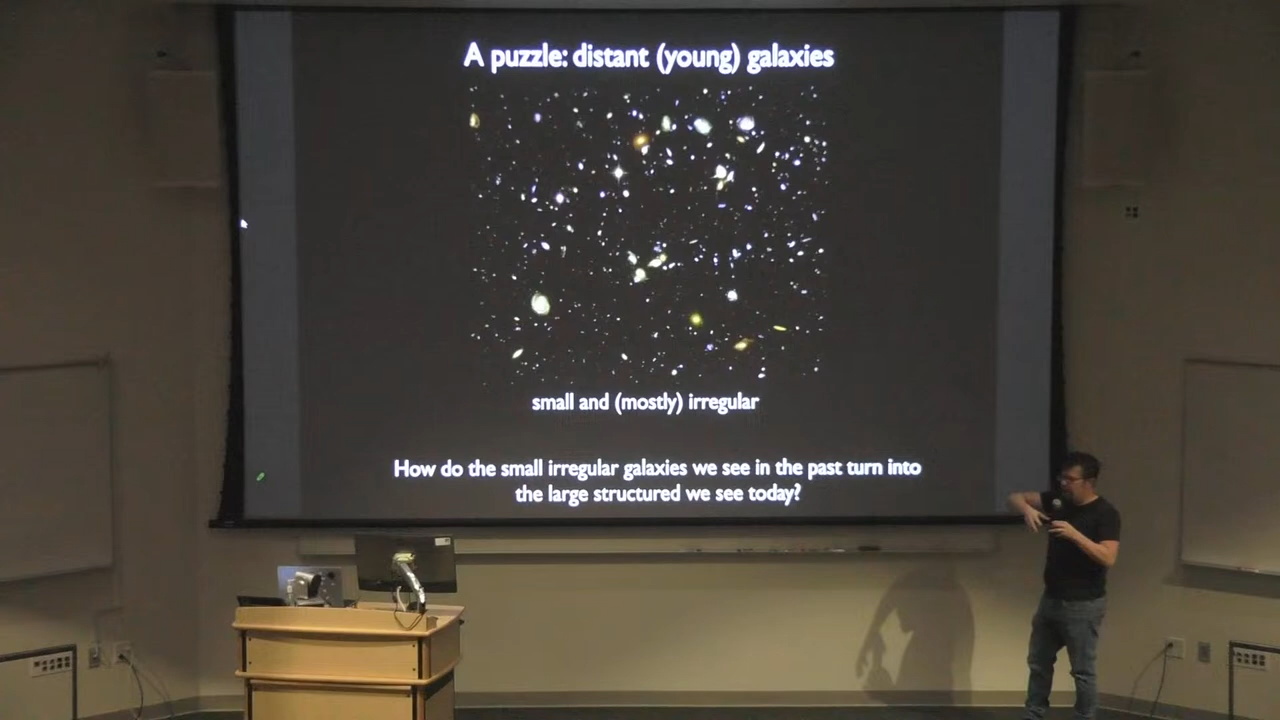 A puzzle: distant (young) galaxies
small and (mostly) irregular
How do the small irregular galaxies we see in the past turn into
the large structured we see today?